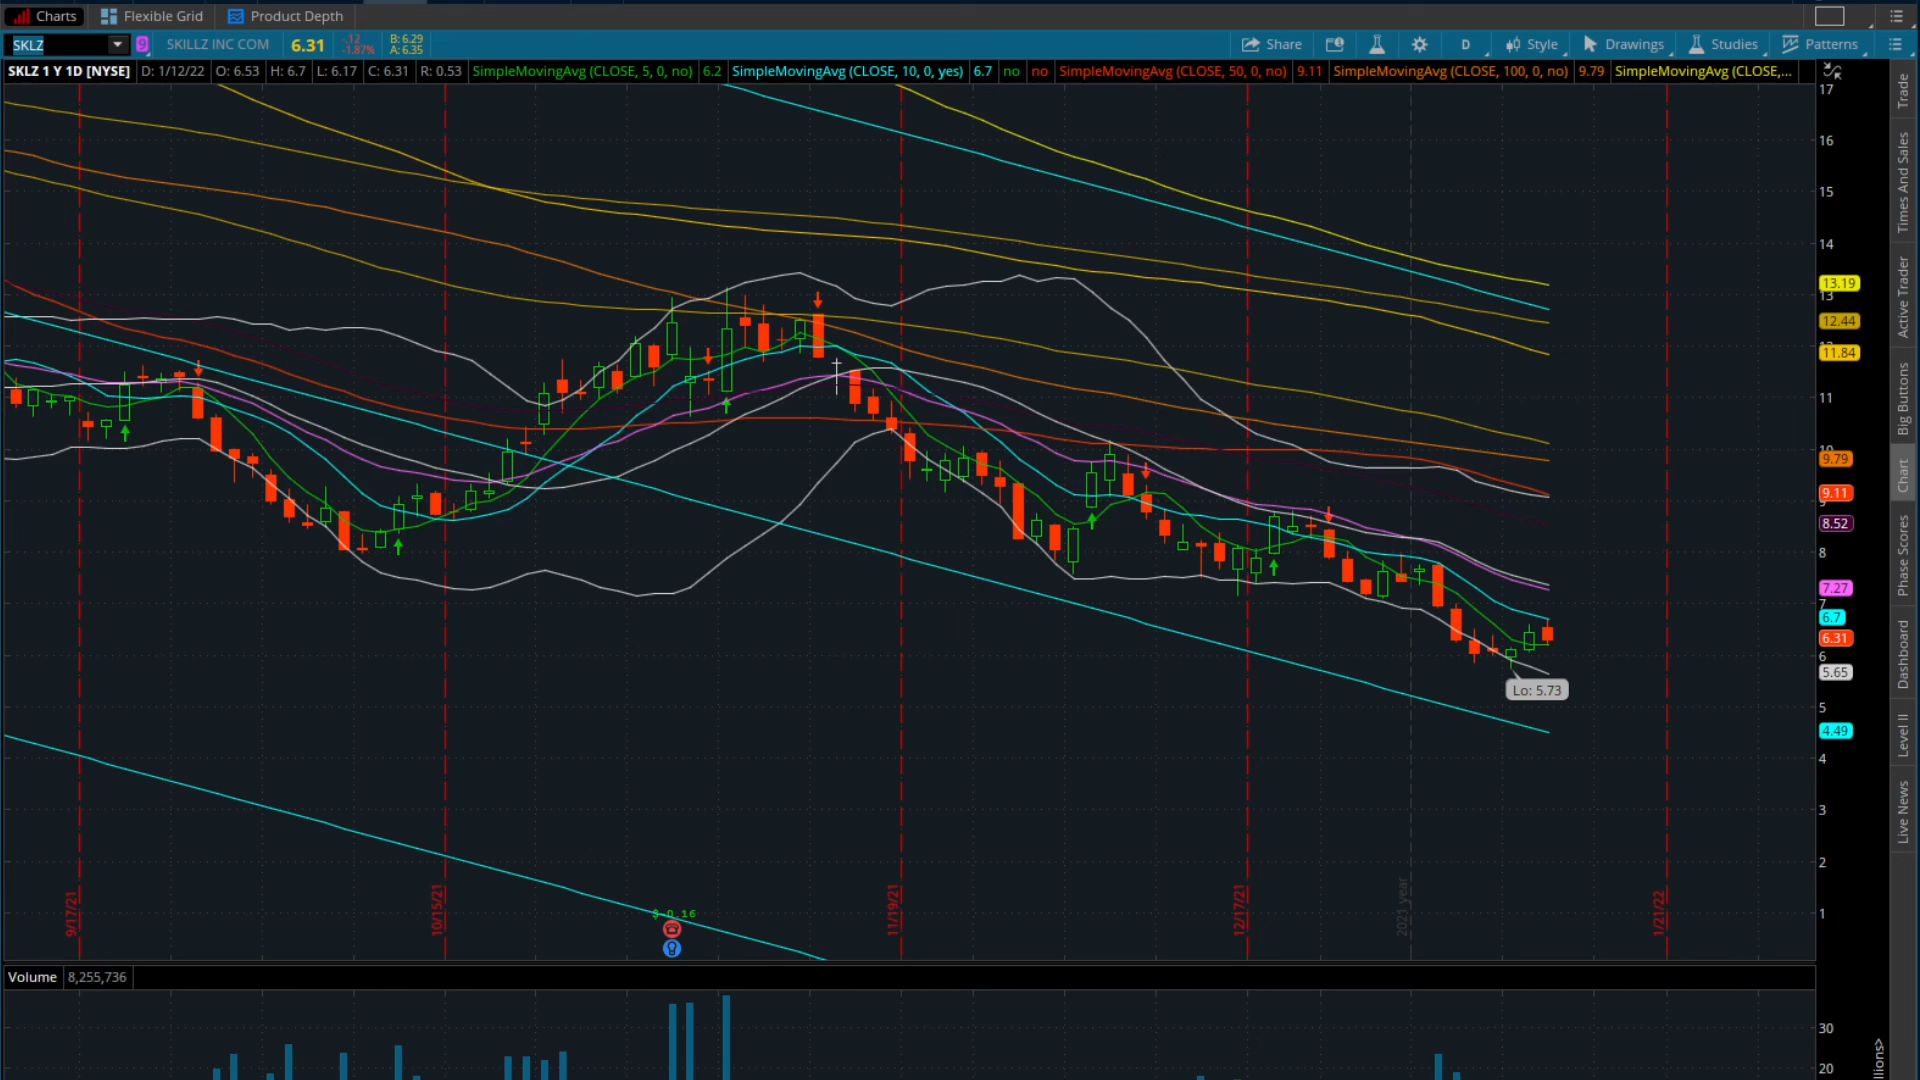 Charts Flexible Grid Product Depth
SKLZ 9 SKILLZ INC COM 6.31 -.12 -1.87% B: 6.29 A: 6.35 Share D Style Drawings Studies Patterns
SKLZ 1 Y 1D [NYSE] D: 1/12/22 O: 6.53 H: 6.7 L: 6.17 C: 6.31 R: 0.53 SimpleMovingAvg (CLOSE, 5, 0, no) 6.2 SimpleMovingAvg (CLOSE, 10, 0, yes) 6.7 no no SimpleMovingAvg (CLOSE, 50, 0, no) 9.11 SimpleMovingAvg (CLOSE, 100, 0, no) 9.79 SimpleMovingAvg (CLOSE,...
17
16
15
14
13.19
13
12.44
11.84
11
9.79
9.11
8.52
8
7.27
7
6.7
6.31
6
5.65
Lo: 5.73
5
4.49
4
3
2
1
$-0.16
9/17/21
10/15/21
11/19/21
12/17/21
2021 year
1/21/22
Volume 8,255,736
30
20
Trade
Times And Sales
Active Trader
Big Buttons
Chart
Phase Scores
Dashboard
Level II
Live News